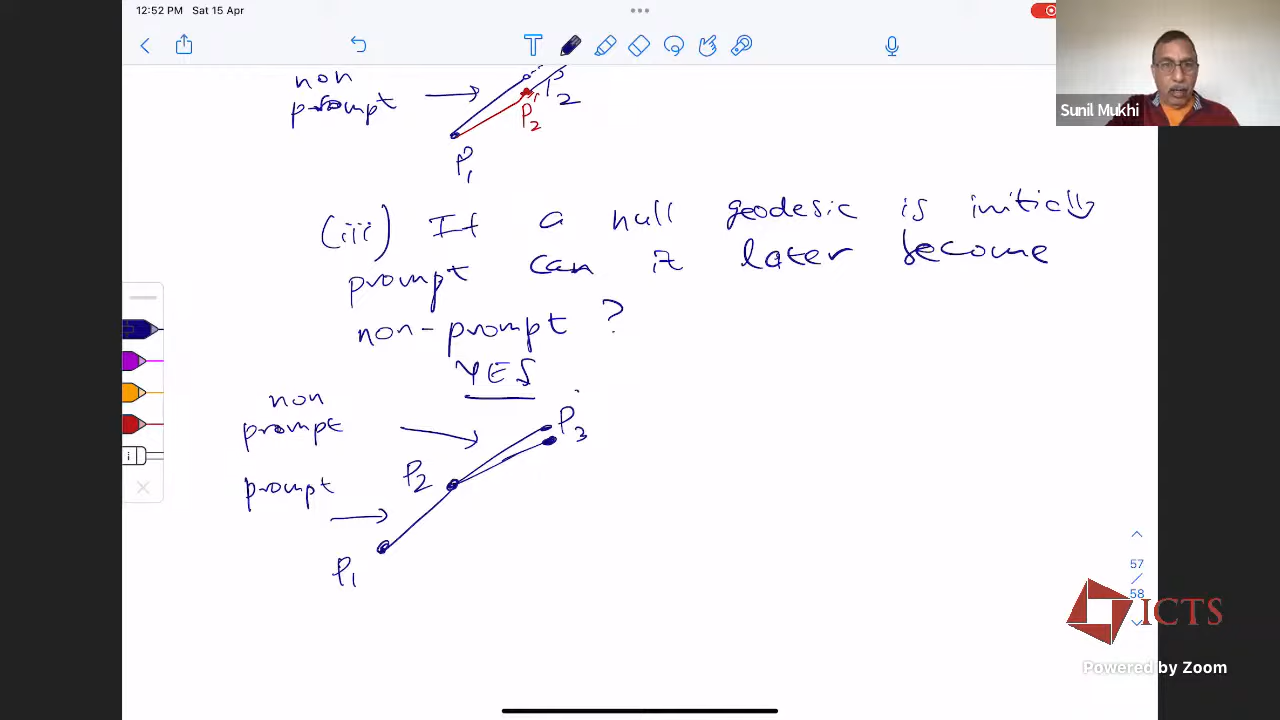 12:52 PM Sat 15 Apr
non
prompt
P2
P2'
P1
Sunil Mukhi
(iii) If a null geodesic is initially
prompt can it later become
non-prompt ?
YES
non
prompt
P3
P2
prompt
P1
57
/
58
ICTS
Powered by Zoom